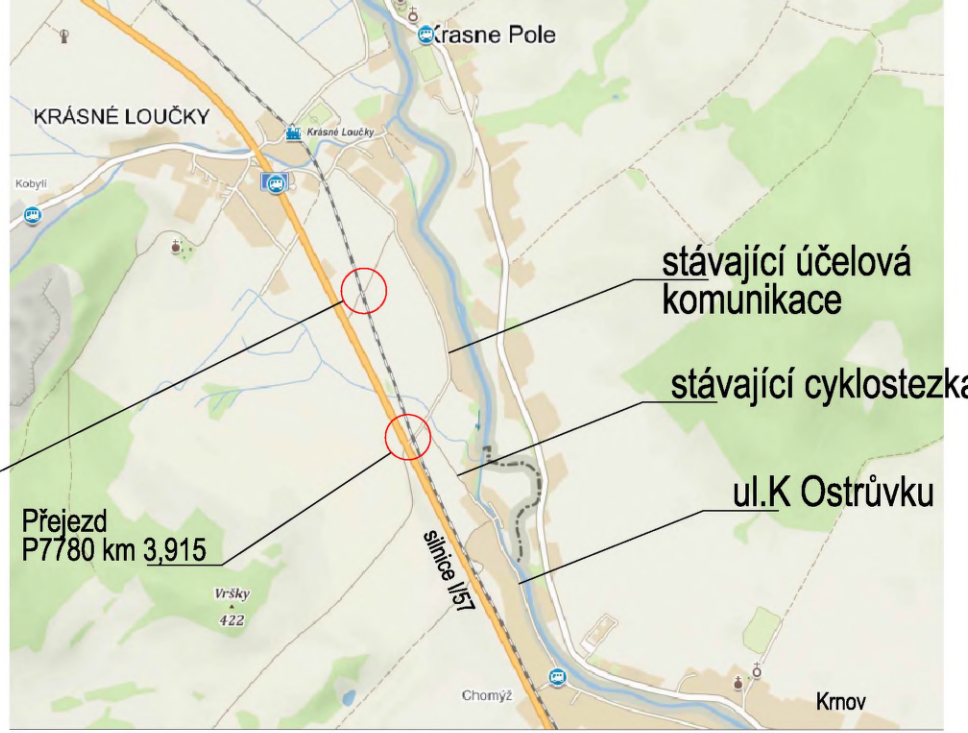 Krasne Pole
KRÁSNÉ LOUČKY
Krásné Loučky
Kobylí
stávající účelová
komunikace
stávající cyklostezka
ul.K Ostrůvku
Přejezd
P7780 km 3,915
silnice I/57
Vršky
422
Chomýž
Krnov